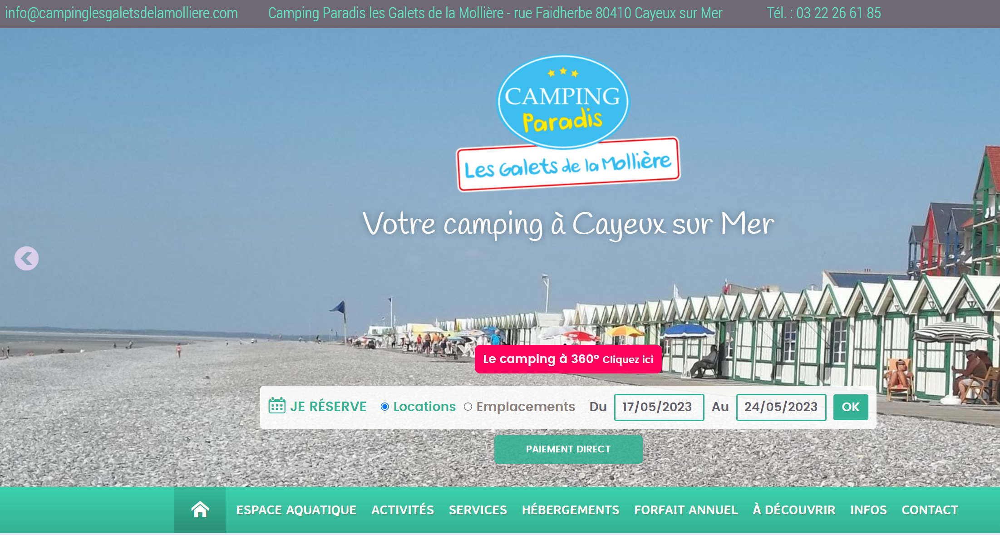 info@campinglesgaletsdelamolliere.com Camping Paradis les Galets de la Mollière - rue Faidherbe 80410 Cayeux sur Mer Tél. : 03 22 26 61 85
CAMPING
Paradis
Les Galets de la Mollière
Votre camping à Cayeux sur Mer
Le camping à 360° Cliquez ici
JE RÉSERVE Locations Emplacements Du 17/05/2023 Au 24/05/2023 OK
PAIEMENT DIRECT
ESPACE AQUATIQUE ACTIVITÉS SERVICES HÉBERGEMENTS FORFAIT ANNUEL À DÉCOUVRIR INFOS CONTACT